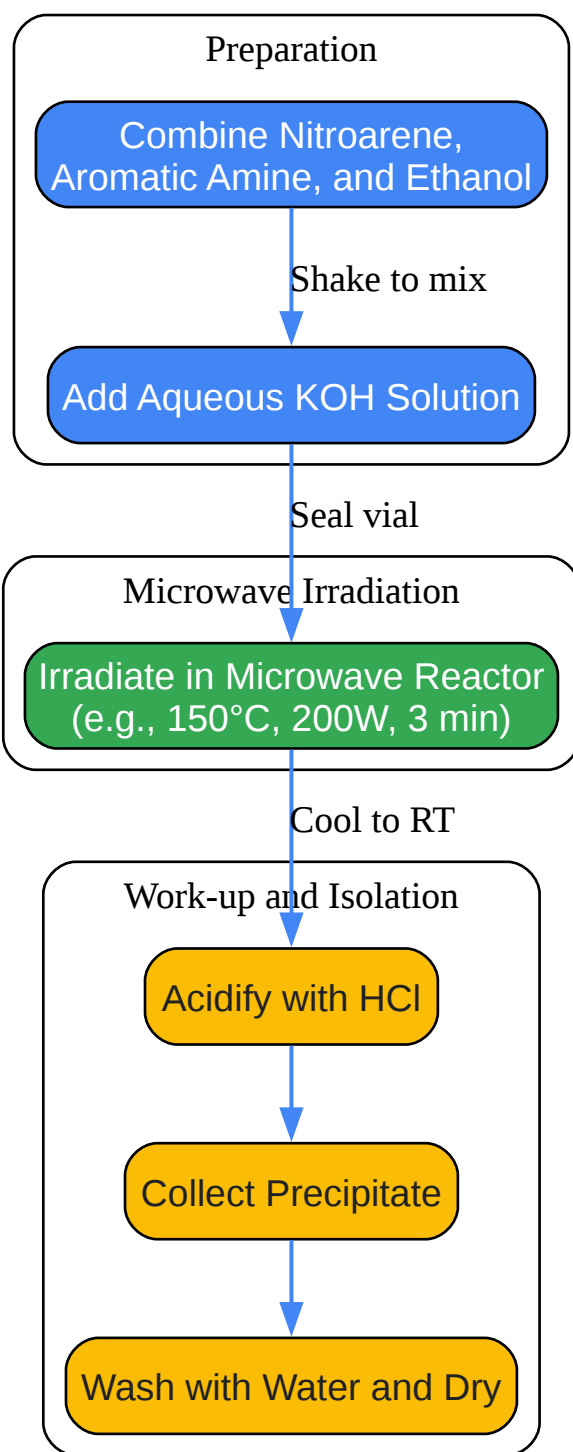 Preparation
Combine Nitroarene,
Aromatic Amine, and Ethanol
Shake to mix
Add Aqueous KOH Solution
Seal vial
Microwave Irradiation
Irradiate in Microwave Reactor
(e.g., 150°C, 200W, 3 min)
Cool to RT
Work-up and Isolation
Acidify with HCl
Collect Precipitate
Wash with Water and Dry